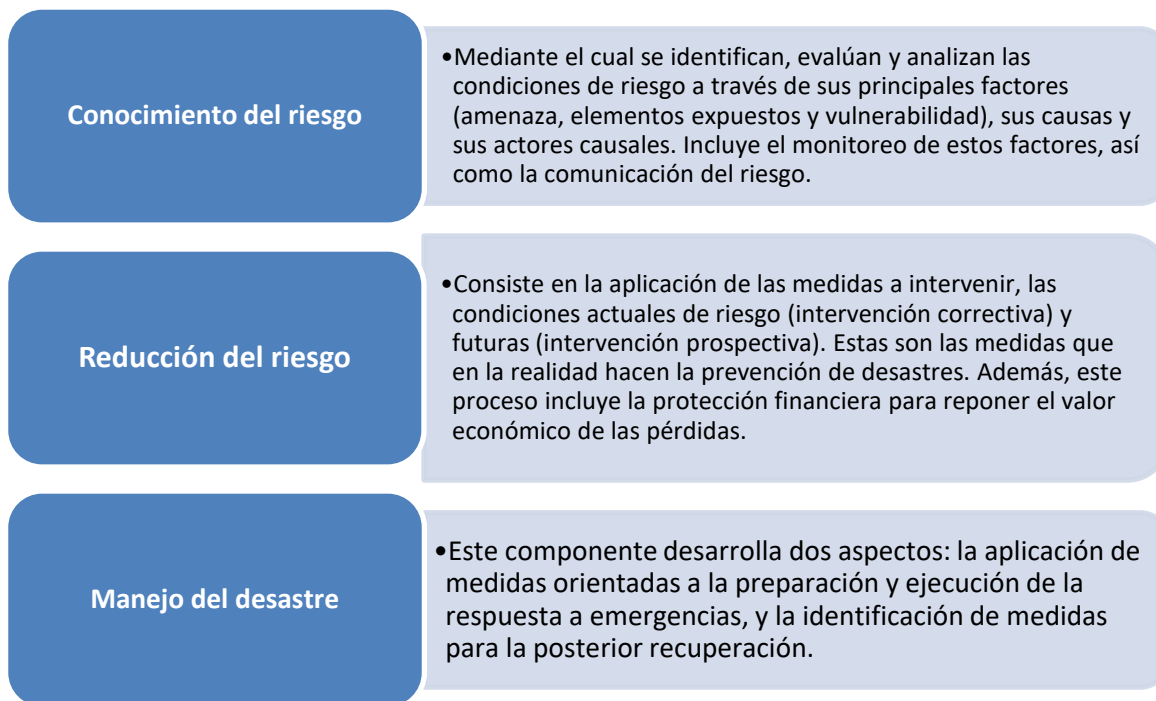 Conocimiento del riesgo
•Mediante el cual se identifican, evalúan y analizan las
condiciones de riesgo a través de sus principales factores
(amenaza, elementos expuestos y vulnerabilidad), sus causas y
sus actores causales. Incluye el monitoreo de estos factores, así
como la comunicación del riesgo.
Reducción del riesgo
•Consiste en la aplicación de las medidas a intervenir, las
condiciones actuales de riesgo (intervención correctiva) y
futuras (intervención prospectiva). Estas son las medidas que
en la realidad hacen la prevención de desastres. Además, este
proceso incluye la protección financiera para reponer el valor
económico de las pérdidas.
Manejo del desastre
•Este componente desarrolla dos aspectos: la aplicación de
medidas orientadas a la preparación y ejecución de la
respuesta a emergencias, y la identificación de medidas
para la posterior recuperación.